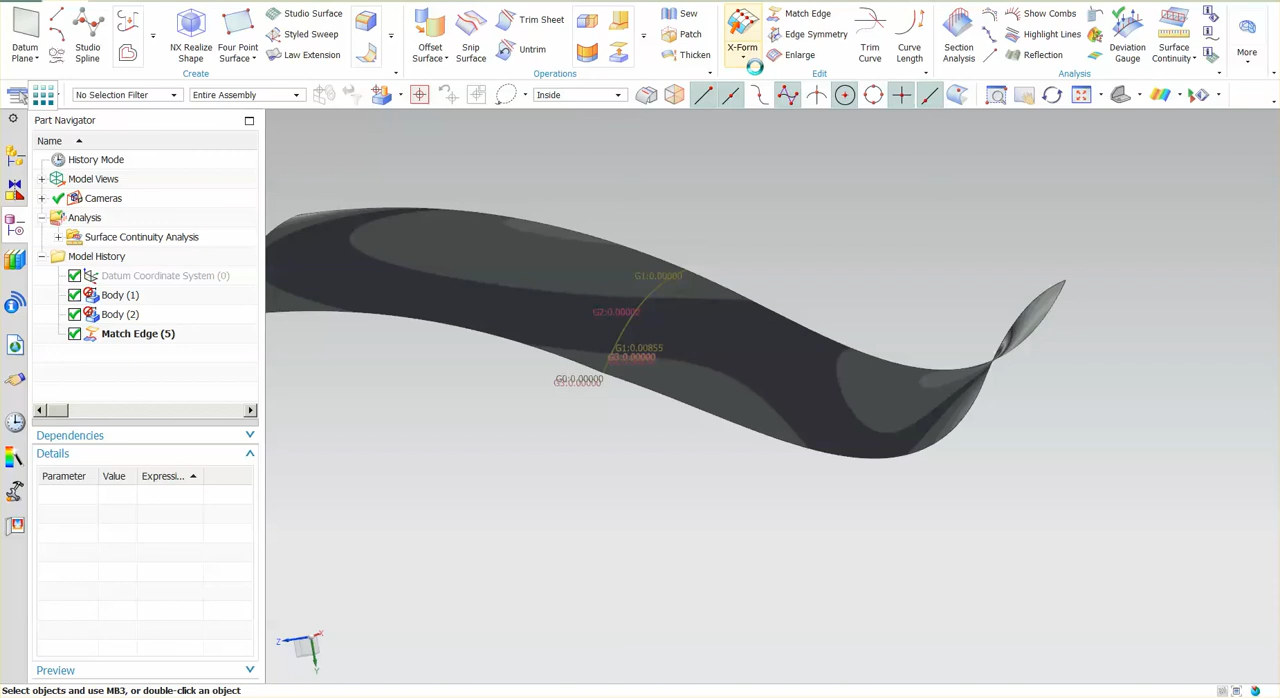 Datum
Plane
Studio
Spline
NX Realize
Shape
Four Point
Surface
Studio Surface
Styled Sweep
Law Extension
Create
Offset
Surface
Snip
Surface
Trim Sheet
Untrim
Operations
Sew
Patch
Thicken
X-Form
Match Edge
Edge Symmetry
Enlarge
Trim
Curve
Curve
Length
Edit
Section
Analysis
Show Combs
Highlight Lines
Reflection
Deviation
Gauge
Surface
Continuity
Analysis
More
No Selection Filter
Entire Assembly
Inside
Part Navigator
Name
History Mode
Model Views
Cameras
Analysis
Surface Continuity Analysis
Model History
Datum Coordinate System (0)
Body (1)
Body (2)
Match Edge (5)
Dependencies
Details
Parameter Value Expressi...
Preview
G1:0.00000
G2:0.00002
G1:0.00855
G3:0.00000
G0:0.00000
Z
X
Y
Select objects and use MB3, or double-click an object